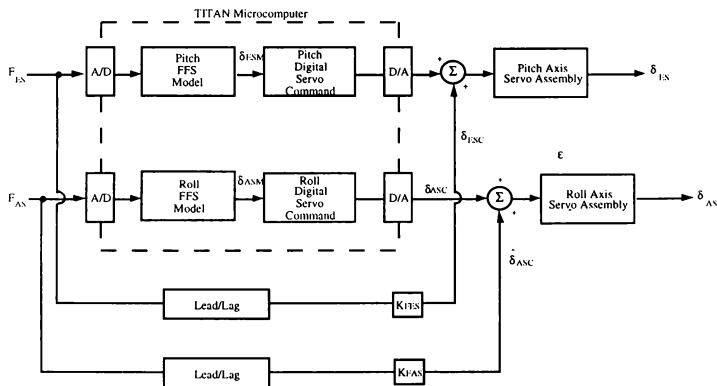 TITAN Microcomputer
F_ES
A/D
Pitch
FFS
Model
δ_ESM
Pitch
Digital
Servo
Command
D/A
+
Σ
+
Pitch Axis
Servo Assembly
δ_ES
δ_ESC
ε
F_AS
A/D
Roll
FFS
Model
δ_ASM
Roll
Digital
Servo
Command
D/A
δ_ASC
+
Σ
+
Roll Axis
Servo Assembly
δ_AS
δ_ASC
Lead/Lag
K_FES
Lead/Lag
K_FAS